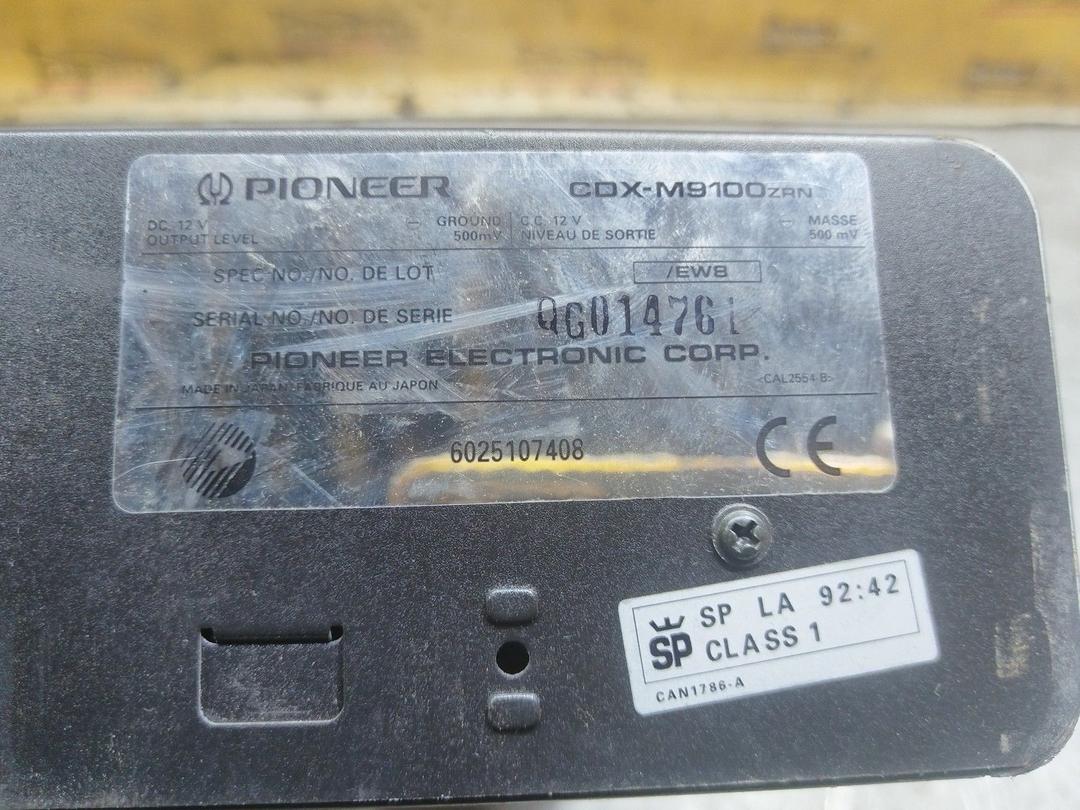 PIONEER CDX-M9100ZRN
DC 12 V GROUND C.C. 12 V MASSE
OUTPUT LEVEL 500mV NIVEAU DE SORTIE 500 mV
SPEC NO./NO. DE LOT /EW8
SERIAL NO./NO. DE SERIE QG014761
PIONEER ELECTRONIC CORP.
MADE IN JAPAN-FABRIQUE AU JAPON <CAL2554-B>
6025107408 CE
SP LA 92:42
SP CLASS 1
CAN1786-A